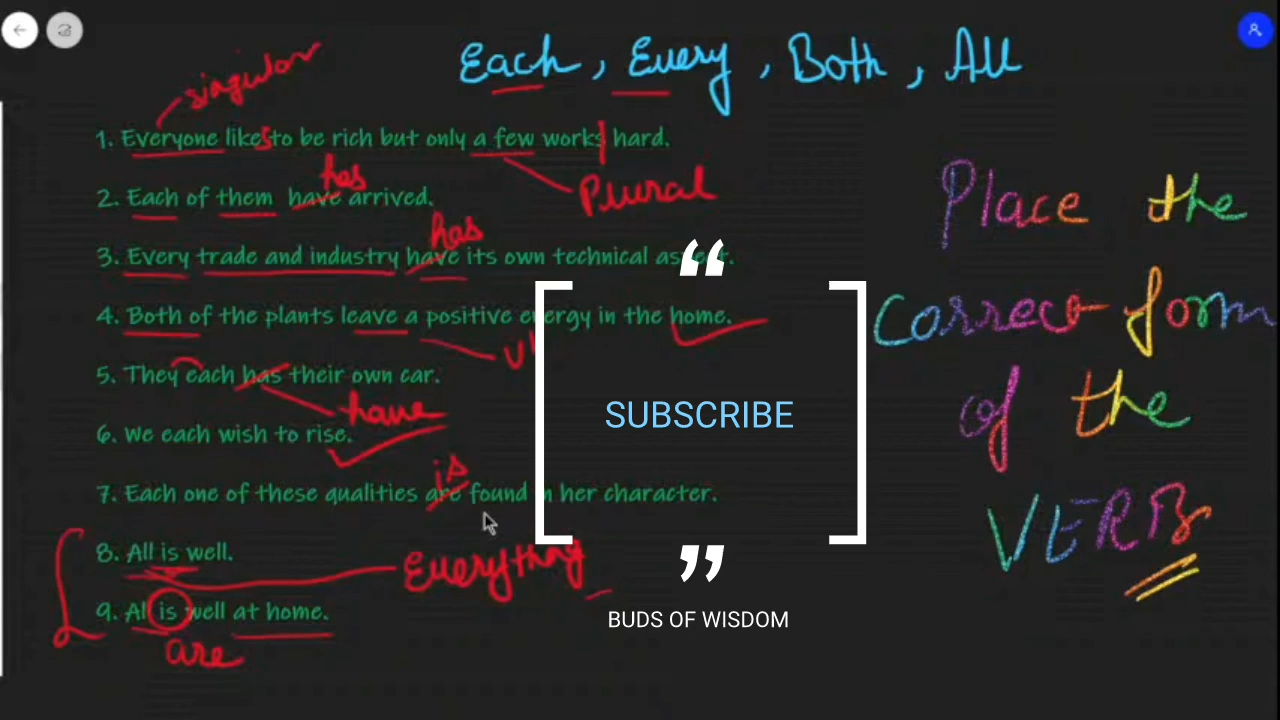 Each, Every, Both, All
singular
1. Everyone likes to be rich but only a few works hard.
has
Plural
2. Each of them have arrived.
has
3. Every trade and industry have its own technical aspect.
4. Both of the plants leave a positive energy in the home.
5. They each has their own car.
have
6. We each wish to rise.
is
7. Each one of these qualities are found in her character.
8. All is well.
Everything
9. All is well at home.
are
Place the
correct form
of the
VERB
“
SUBSCRIBE
”
BUDS OF WISDOM